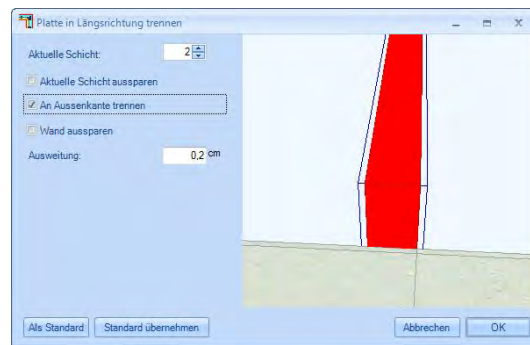 Platte in Längsrichtung trennen
Aktuelle Schicht: 2
Aktuelle Schicht aussparen
An Aussenkante trennen
Wand aussparen
Ausweitung: 0,2 cm
Als Standard Standard übernehmen Abbrechen OK